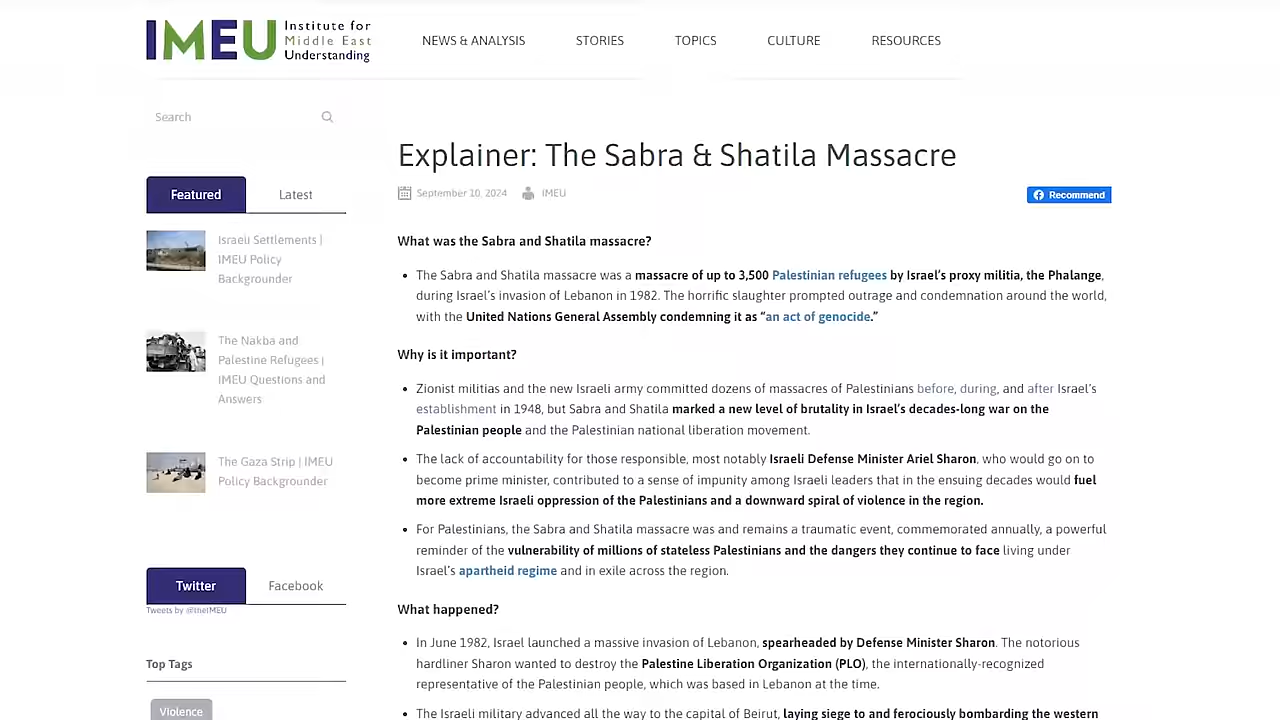 IMEU
Institute for
Middle East
Understanding
NEWS & ANALYSIS
STORIES
TOPICS
CULTURE
RESOURCES
Search
Featured
Latest
Israeli Settlements |
IMEU Policy
Backgrounder
The Nakba and
Palestine Refugees |
IMEU Questions and
Answers
The Gaza Strip | IMEU
Policy Backgrounder
Twitter
Facebook
Tweets by @theIMEU
Top Tags
Violence
Explainer: The Sabra & Shatila Massacre
September 10, 2024
IMEU
Recommend
What was the Sabra and Shatila massacre?
• The Sabra and Shatila massacre was a massacre of up to 3,500 Palestinian refugees by Israel's proxy militia, the Phalange,
during Israel's invasion of Lebanon in 1982. The horrific slaughter prompted outrage and condemnation around the world,
with the United Nations General Assembly condemning it as “an act of genocide.”
Why is it important?
• Zionist militias and the new Israeli army committed dozens of massacres of Palestinians before, during, and after Israel's
establishment in 1948, but Sabra and Shatila marked a new level of brutality in Israel's decades-long war on the
Palestinian people and the Palestinian national liberation movement.
• The lack of accountability for those responsible, most notably Israeli Defense Minister Ariel Sharon, who would go on to
become prime minister, contributed to a sense of impunity among Israeli leaders that in the ensuing decades would fuel
more extreme Israeli oppression of the Palestinians and a downward spiral of violence in the region.
• For Palestinians, the Sabra and Shatila massacre was and remains a traumatic event, commemorated annually, a powerful
reminder of the vulnerability of millions of stateless Palestinians and the dangers they continue to face living under
Israel's apartheid regime and in exile across the region.
What happened?
• In June 1982, Israel launched a massive invasion of Lebanon, spearheaded by Defense Minister Sharon. The notorious
hardliner Sharon wanted to destroy the Palestine Liberation Organization (PLO), the internationally-recognized
representative of the Palestinian people, which was based in Lebanon at the time.
• The Israeli military advanced all the way to the capital of Beirut, laying siege to and ferociously bombarding the western